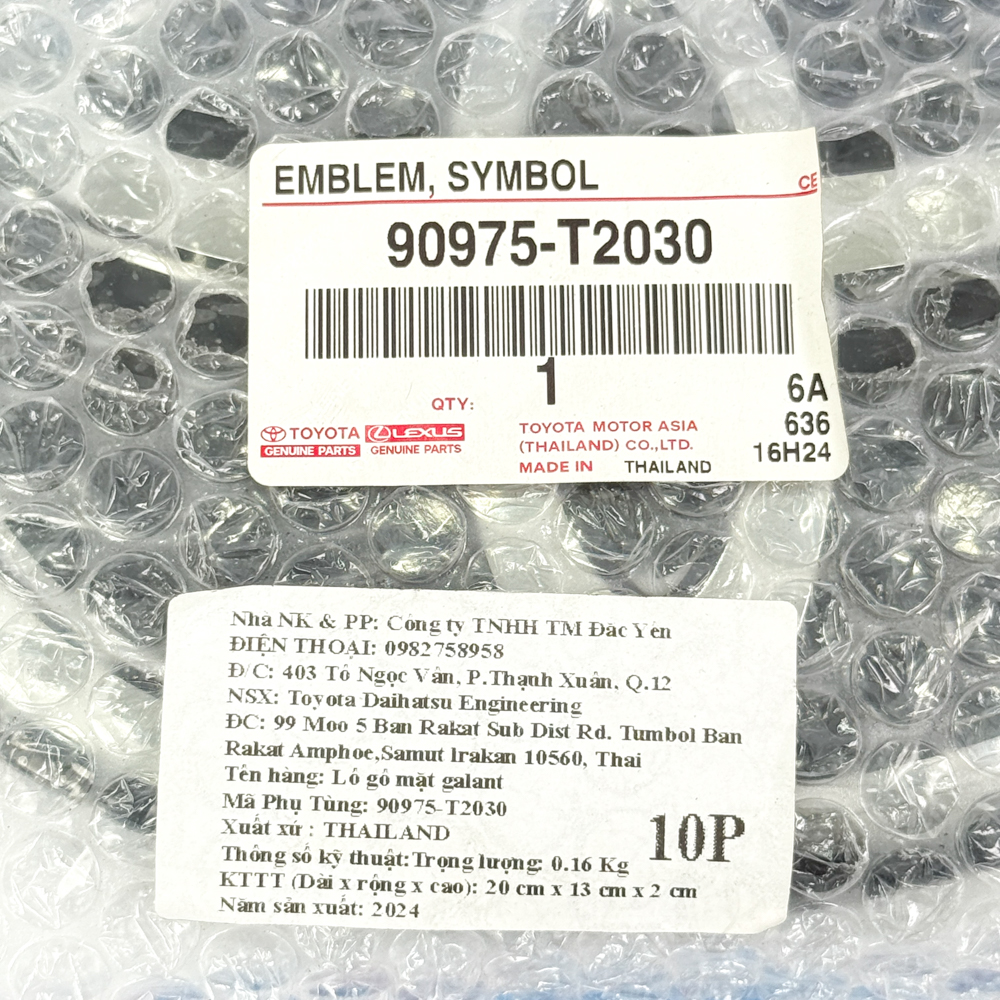 EMBLEM, SYMBOL
CE
90975-T2030
QTY: 1
6A
636
16H24
TOYOTA
GENUINE PARTS
LEXUS
GENUINE PARTS
TOYOTA MOTOR ASIA
(THAILAND) CO.,LTD.
MADE IN THAILAND
Nhà NK & PP: Công ty TNHH TM Đắc Yến
ĐIỆN THOẠI: 0982758958
Đ/C: 403 Tô Ngọc Vân, P.Thạnh Xuân, Q.12
NSX: Toyota Daihatsu Engineering
ĐC: 99 Moo 5 Ban Rakat Sub Dist Rd. Tumbol Ban
Rakat Amphoe,Samut Irakan 10560, Thai
Tên hàng: Lô gô mặt galant
Mã Phụ Tùng: 90975-T2030
Xuất xứ : THAILAND
Thông số kỹ thuật:Trọng lượng: 0.16 Kg
KTTT (Dài x rộng x cao): 20 cm x 13 cm x 2 cm
Năm sản xuất: 2024
10P